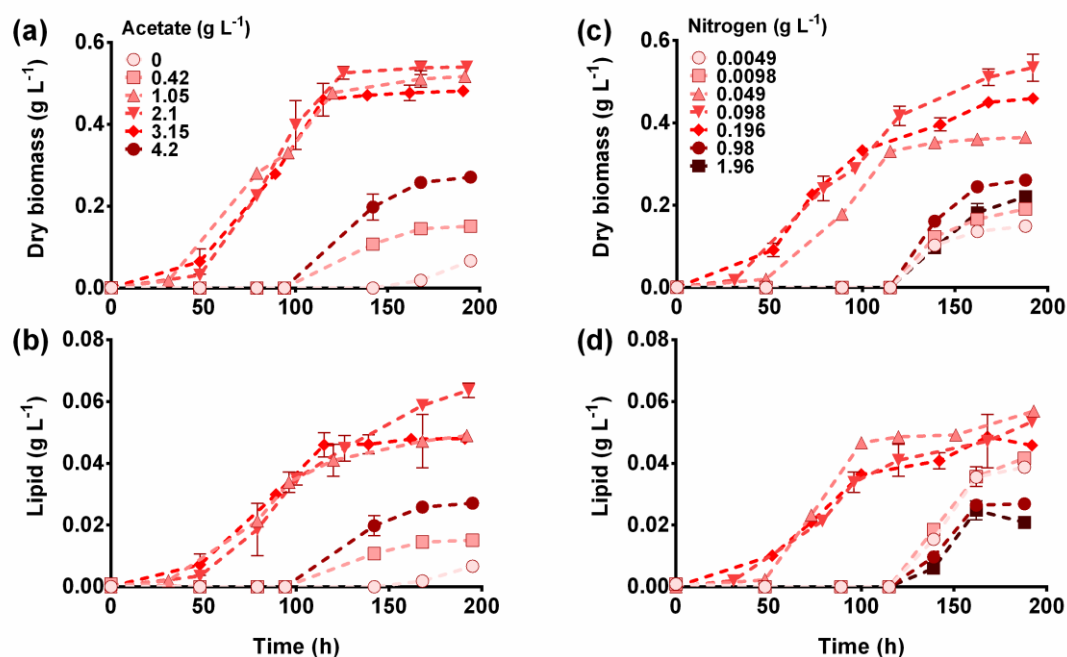 (a)
Acetate (g L⁻¹)
0
0.42
1.05
2.1
3.15
4.2
Dry biomass (g L⁻¹)
0.6
0.4
0.2
0.0
0 50 100 150 200
(c)
Nitrogen (g L⁻¹)
0.0049
0.0098
0.049
0.098
0.196
0.98
1.96
Dry biomass (g L⁻¹)
0.6
0.4
0.2
0.0
0 50 100 150 200
(b)
Lipid (g L⁻¹)
0.08
0.06
0.04
0.02
0.00
0 50 100 150 200
Time (h)
(d)
Lipid (g L⁻¹)
0.08
0.06
0.04
0.02
0.00
0 50 100 150 200
Time (h)